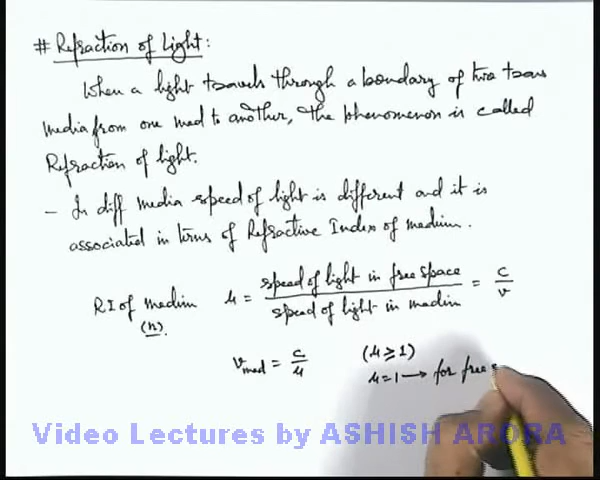 # Refraction of Light:
When a light travels through a boundary of two trans
media from one med to another, the phenomenon is called
Refraction of light.
- In diff media speed of light is different and it is
associated in terms of Refractive Index of medium.
RI of medium μ = speed of light in free space / speed of light in medium = c / v
(n).
v_med = c / μ (μ ≥ 1)
μ = 1 → for free s
Video Lectures by ASHISH ARORA